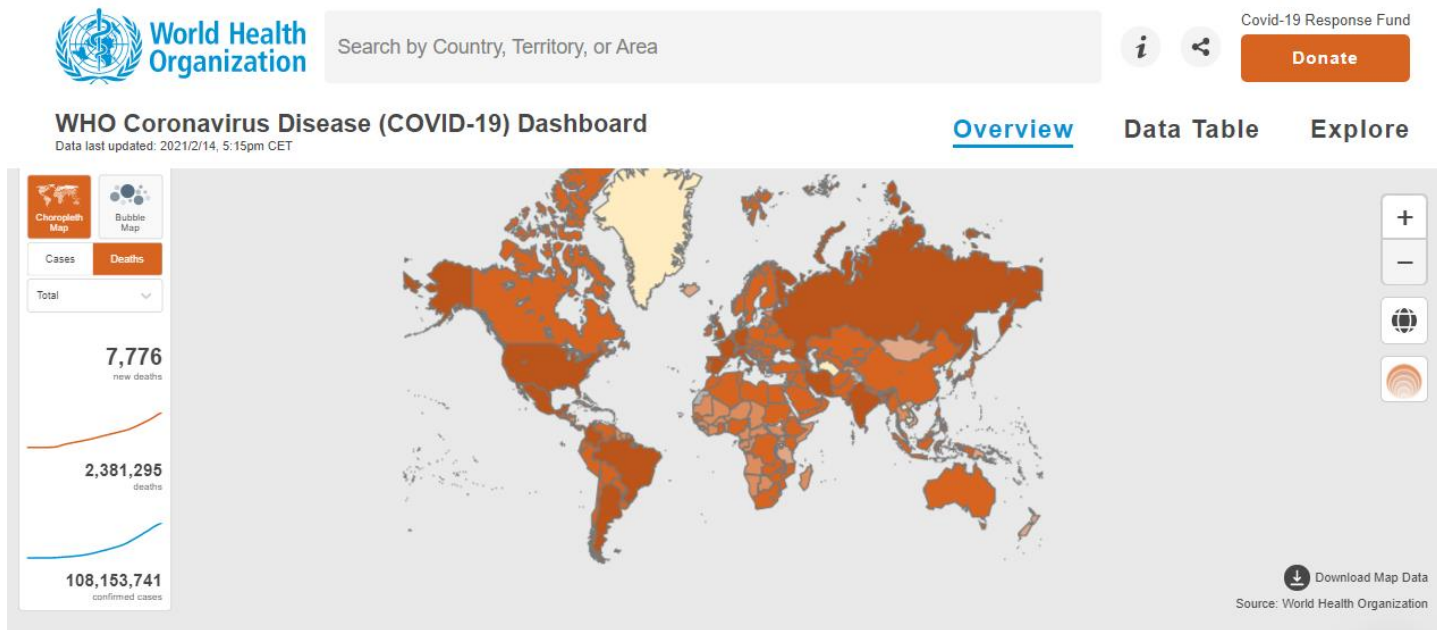 World Health
Organization
Search by Country, Territory, or Area
i
Covid-19 Response Fund
Donate
WHO Coronavirus Disease (COVID-19) Dashboard
Data last updated: 2021/2/14, 5:15pm CET
Overview
Data Table
Explore
Choropleth
Map
Bubble
Map
Cases
Deaths
Total
7,776
new deaths
2,381,295
deaths
108,153,741
confirmed cases
+
−
Download Map Data
Source: World Health Organization